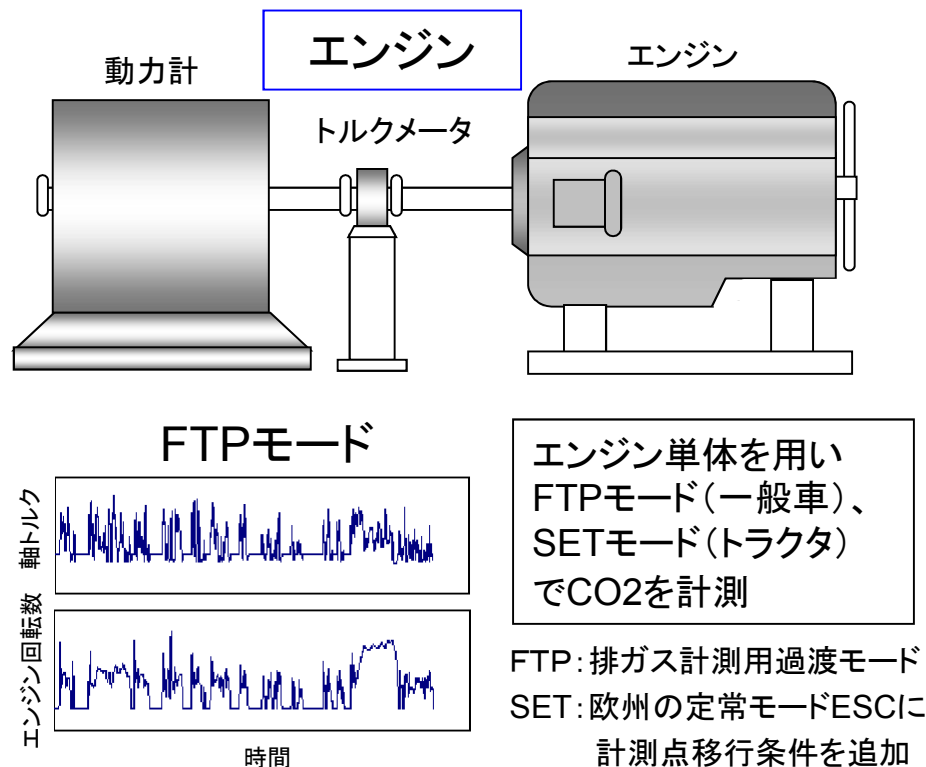 エンジン
動力計
エンジン
トルクメータ
FTPモード
軸トルク
エンジン回転数
時間
エンジン単体を用い
FTPモード（一般車）、
SETモード（トラクタ）
でCO2を計測
FTP：排ガス計測用過渡モード
SET：欧州の定常モードESCに
計測点移行条件を追加